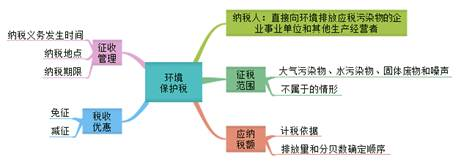 纳税义务发生时间
纳税地点
纳税期限
征收
管理
免征
减征
税收
优惠
环境
保护税
纳税人：直接向环境排放应税污染物的企
业事业单位和其他生产经营者
征税
范围
大气污染物、水污染物、固体废物和噪声
不属于的情形
应纳
税额
计税依据
排放量和分贝数确定顺序